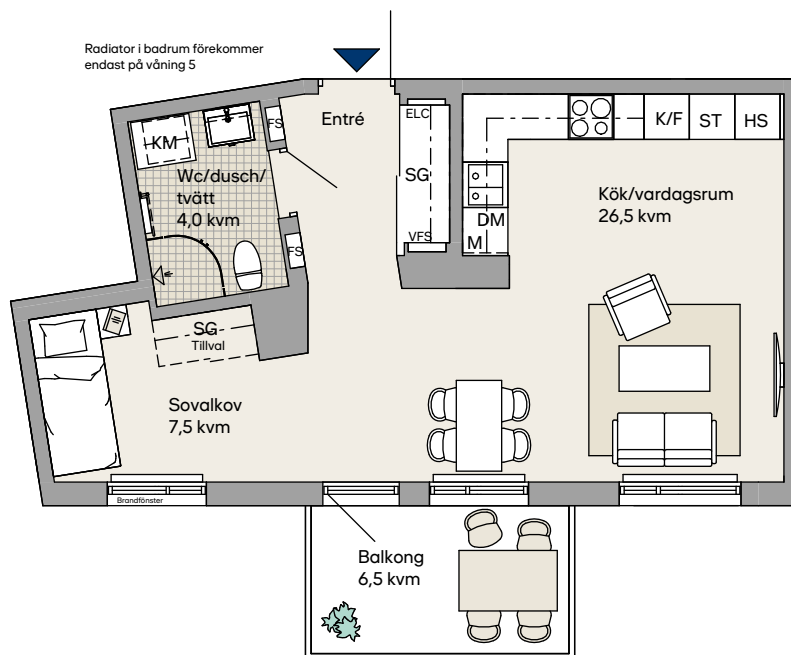 Radiator i badrum förekommer
endast på våning 5
Entré
ELC
FS
KM
K/F
ST
HS
SG
Wc/dusch/
tvätt
4,0 kvm
Kök/vardagsrum
26,5 kvm
DM
M
VFS
FS
SG
Tillval
Sovalkov
7,5 kvm
Brandfönster
Balkong
6,5 kvm